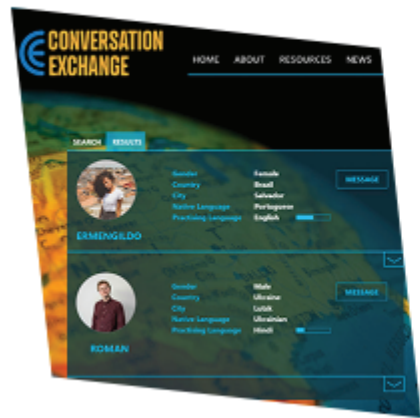 CONVERSATION
EXCHANGE
HOME ABOUT RESOURCES NEWS
SEARCH RESULTS
Gender Female
Country Brazil
City Salvador
Native Language Portuguese
Practising Language English
MESSAGE
ERMENGILDO
Gender Male
Country Ukraine
City Lutsk
Native Language Ukrainian
Practising Language Hindi
MESSAGE
ROMAN